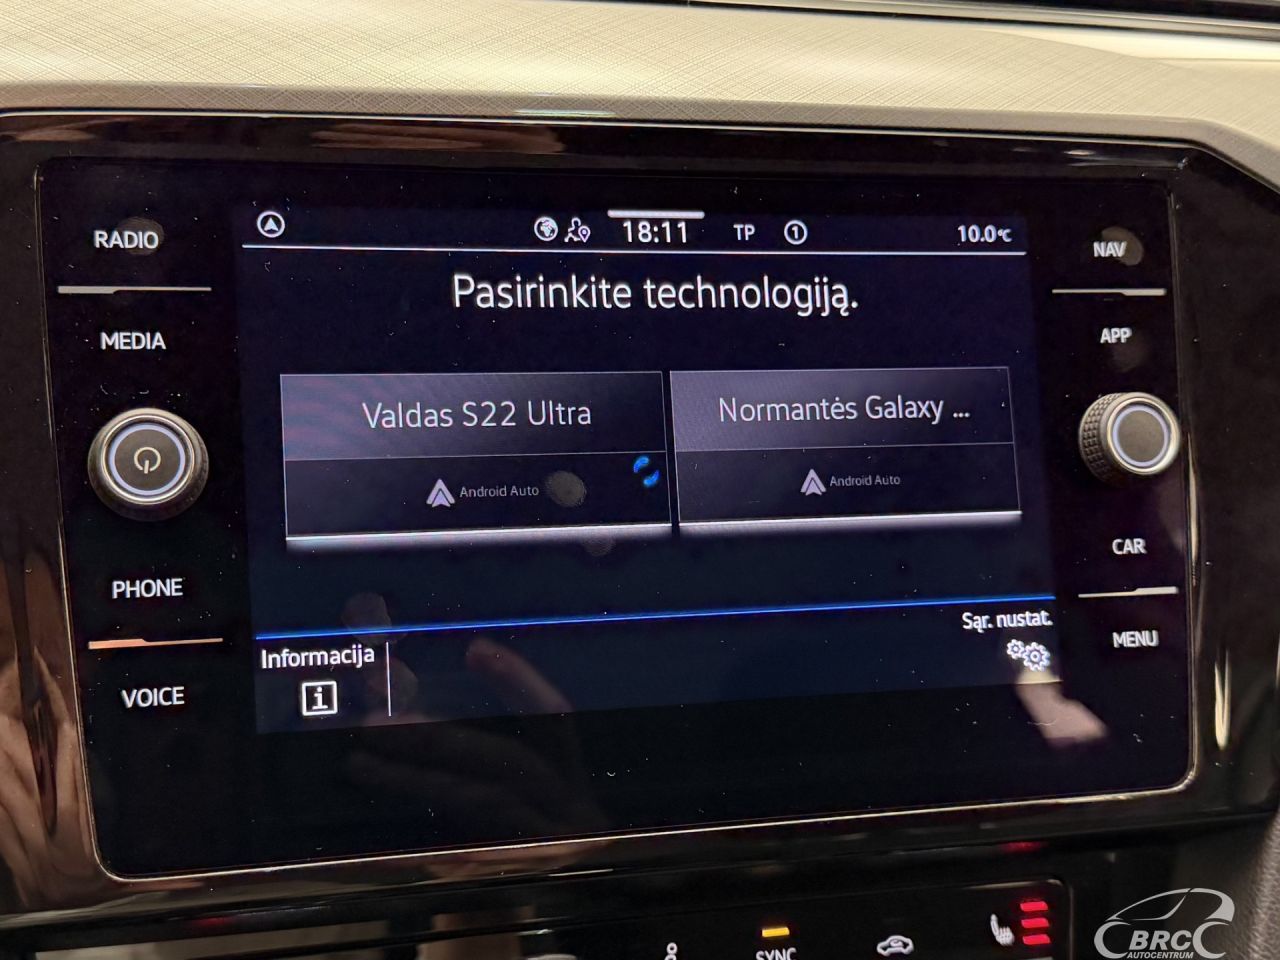 18:11
TP
1
10.0°C
Pasirinkite technologiją.
Valdas S22 Ultra
Normantės Galaxy ...
Android Auto
Android Auto
Sąr. nustat.
Informacija
i
RADIO
MEDIA
PHONE
VOICE
NAV
APP
CAR
MENU
SYNC
BRC
AUTOCENTRUM